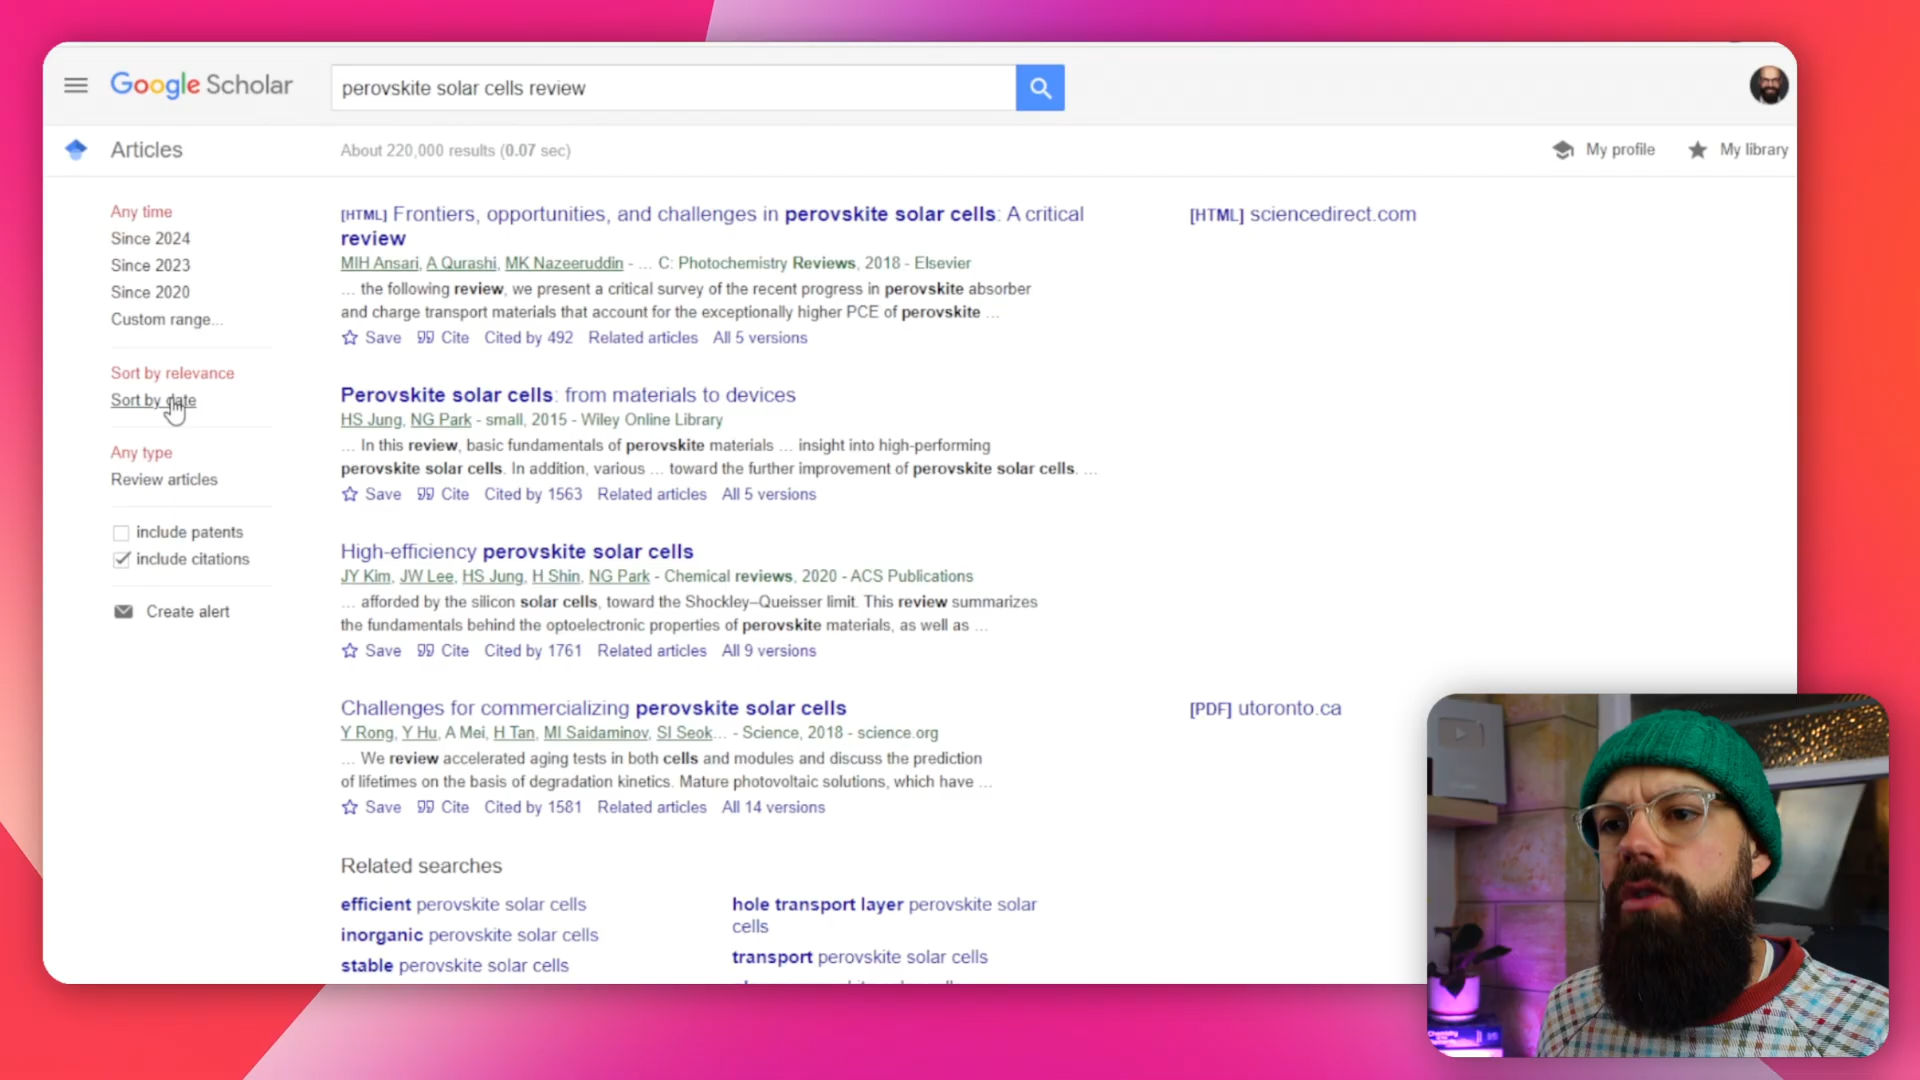 Google Scholar
perovskite solar cells review
Articles
About 220,000 results (0.07 sec)
My profile
My library
Any time
Since 2024
Since 2023
Since 2020
Custom range...
Sort by relevance
Sort by date
Any type
Review articles
include patents
include citations
Create alert
[HTML] Frontiers, opportunities, and challenges in perovskite solar cells: A critical
review
[HTML] sciencedirect.com
MIH Ansari, A Qurashi, MK Nazeeruddin - … C: Photochemistry Reviews, 2018 - Elsevier
… the following review, we present a critical survey of the recent progress in perovskite absorber
and charge transport materials that account for the exceptionally higher PCE of perovskite …
Save Cite Cited by 492 Related articles All 5 versions
Perovskite solar cells: from materials to devices
HS Jung, NG Park - small, 2015 - Wiley Online Library
… In this review, basic fundamentals of perovskite materials … insight into high-performing
perovskite solar cells. In addition, various … toward the further improvement of perovskite solar cells. …
Save Cite Cited by 1563 Related articles All 5 versions
High-efficiency perovskite solar cells
JY Kim, JW Lee, HS Jung, H Shin, NG Park - Chemical reviews, 2020 - ACS Publications
… afforded by the silicon solar cells, toward the Shockley–Queisser limit. This review summarizes
the fundamentals behind the optoelectronic properties of perovskite materials, as well as …
Save Cite Cited by 1761 Related articles All 9 versions
Challenges for commercializing perovskite solar cells
[PDF] utoronto.ca
Y Rong, Y Hu, A Mei, H Tan, MI Saidaminov, SI Seok… - Science, 2018 - science.org
… We review accelerated aging tests in both cells and modules and discuss the prediction
of lifetimes on the basis of degradation kinetics. Mature photovoltaic solutions, which have …
Save Cite Cited by 1581 Related articles All 14 versions
Related searches
efficient perovskite solar cells
inorganic perovskite solar cells
stable perovskite solar cells
hole transport layer perovskite solar
cells
transport perovskite solar cells
Chemistry